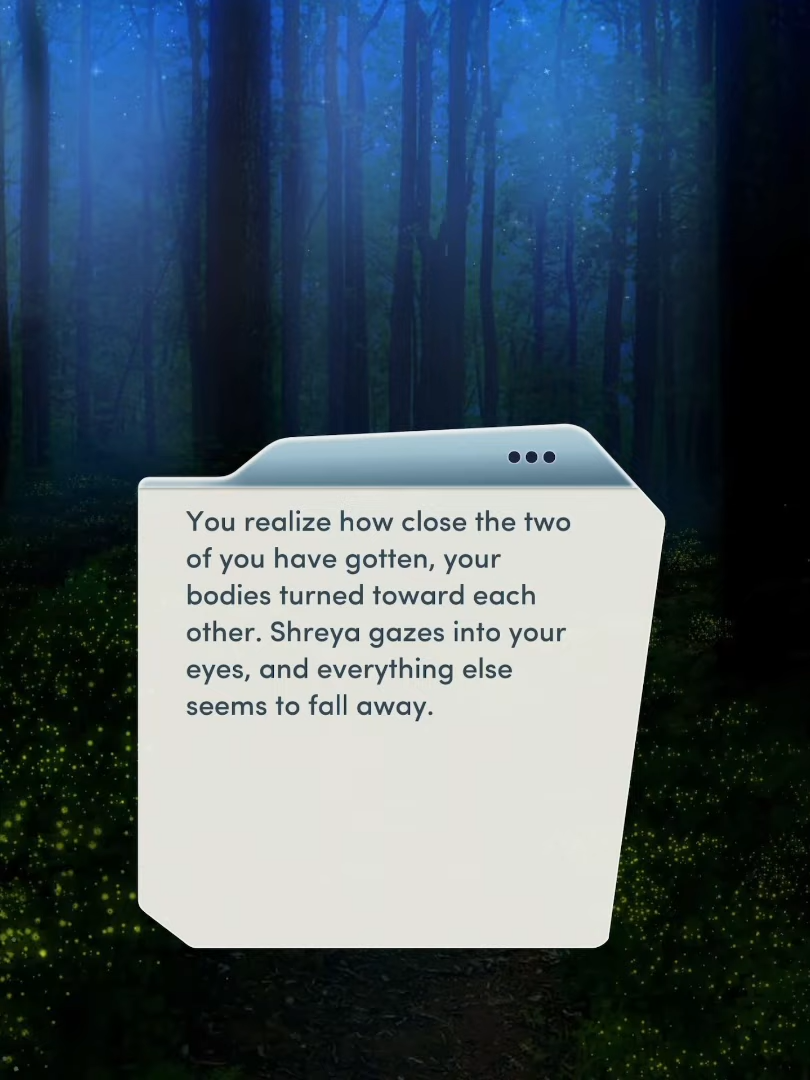 You realize how close the two
of you have gotten, your
bodies turned toward each
other. Shreya gazes into your
eyes, and everything else
seems to fall away.